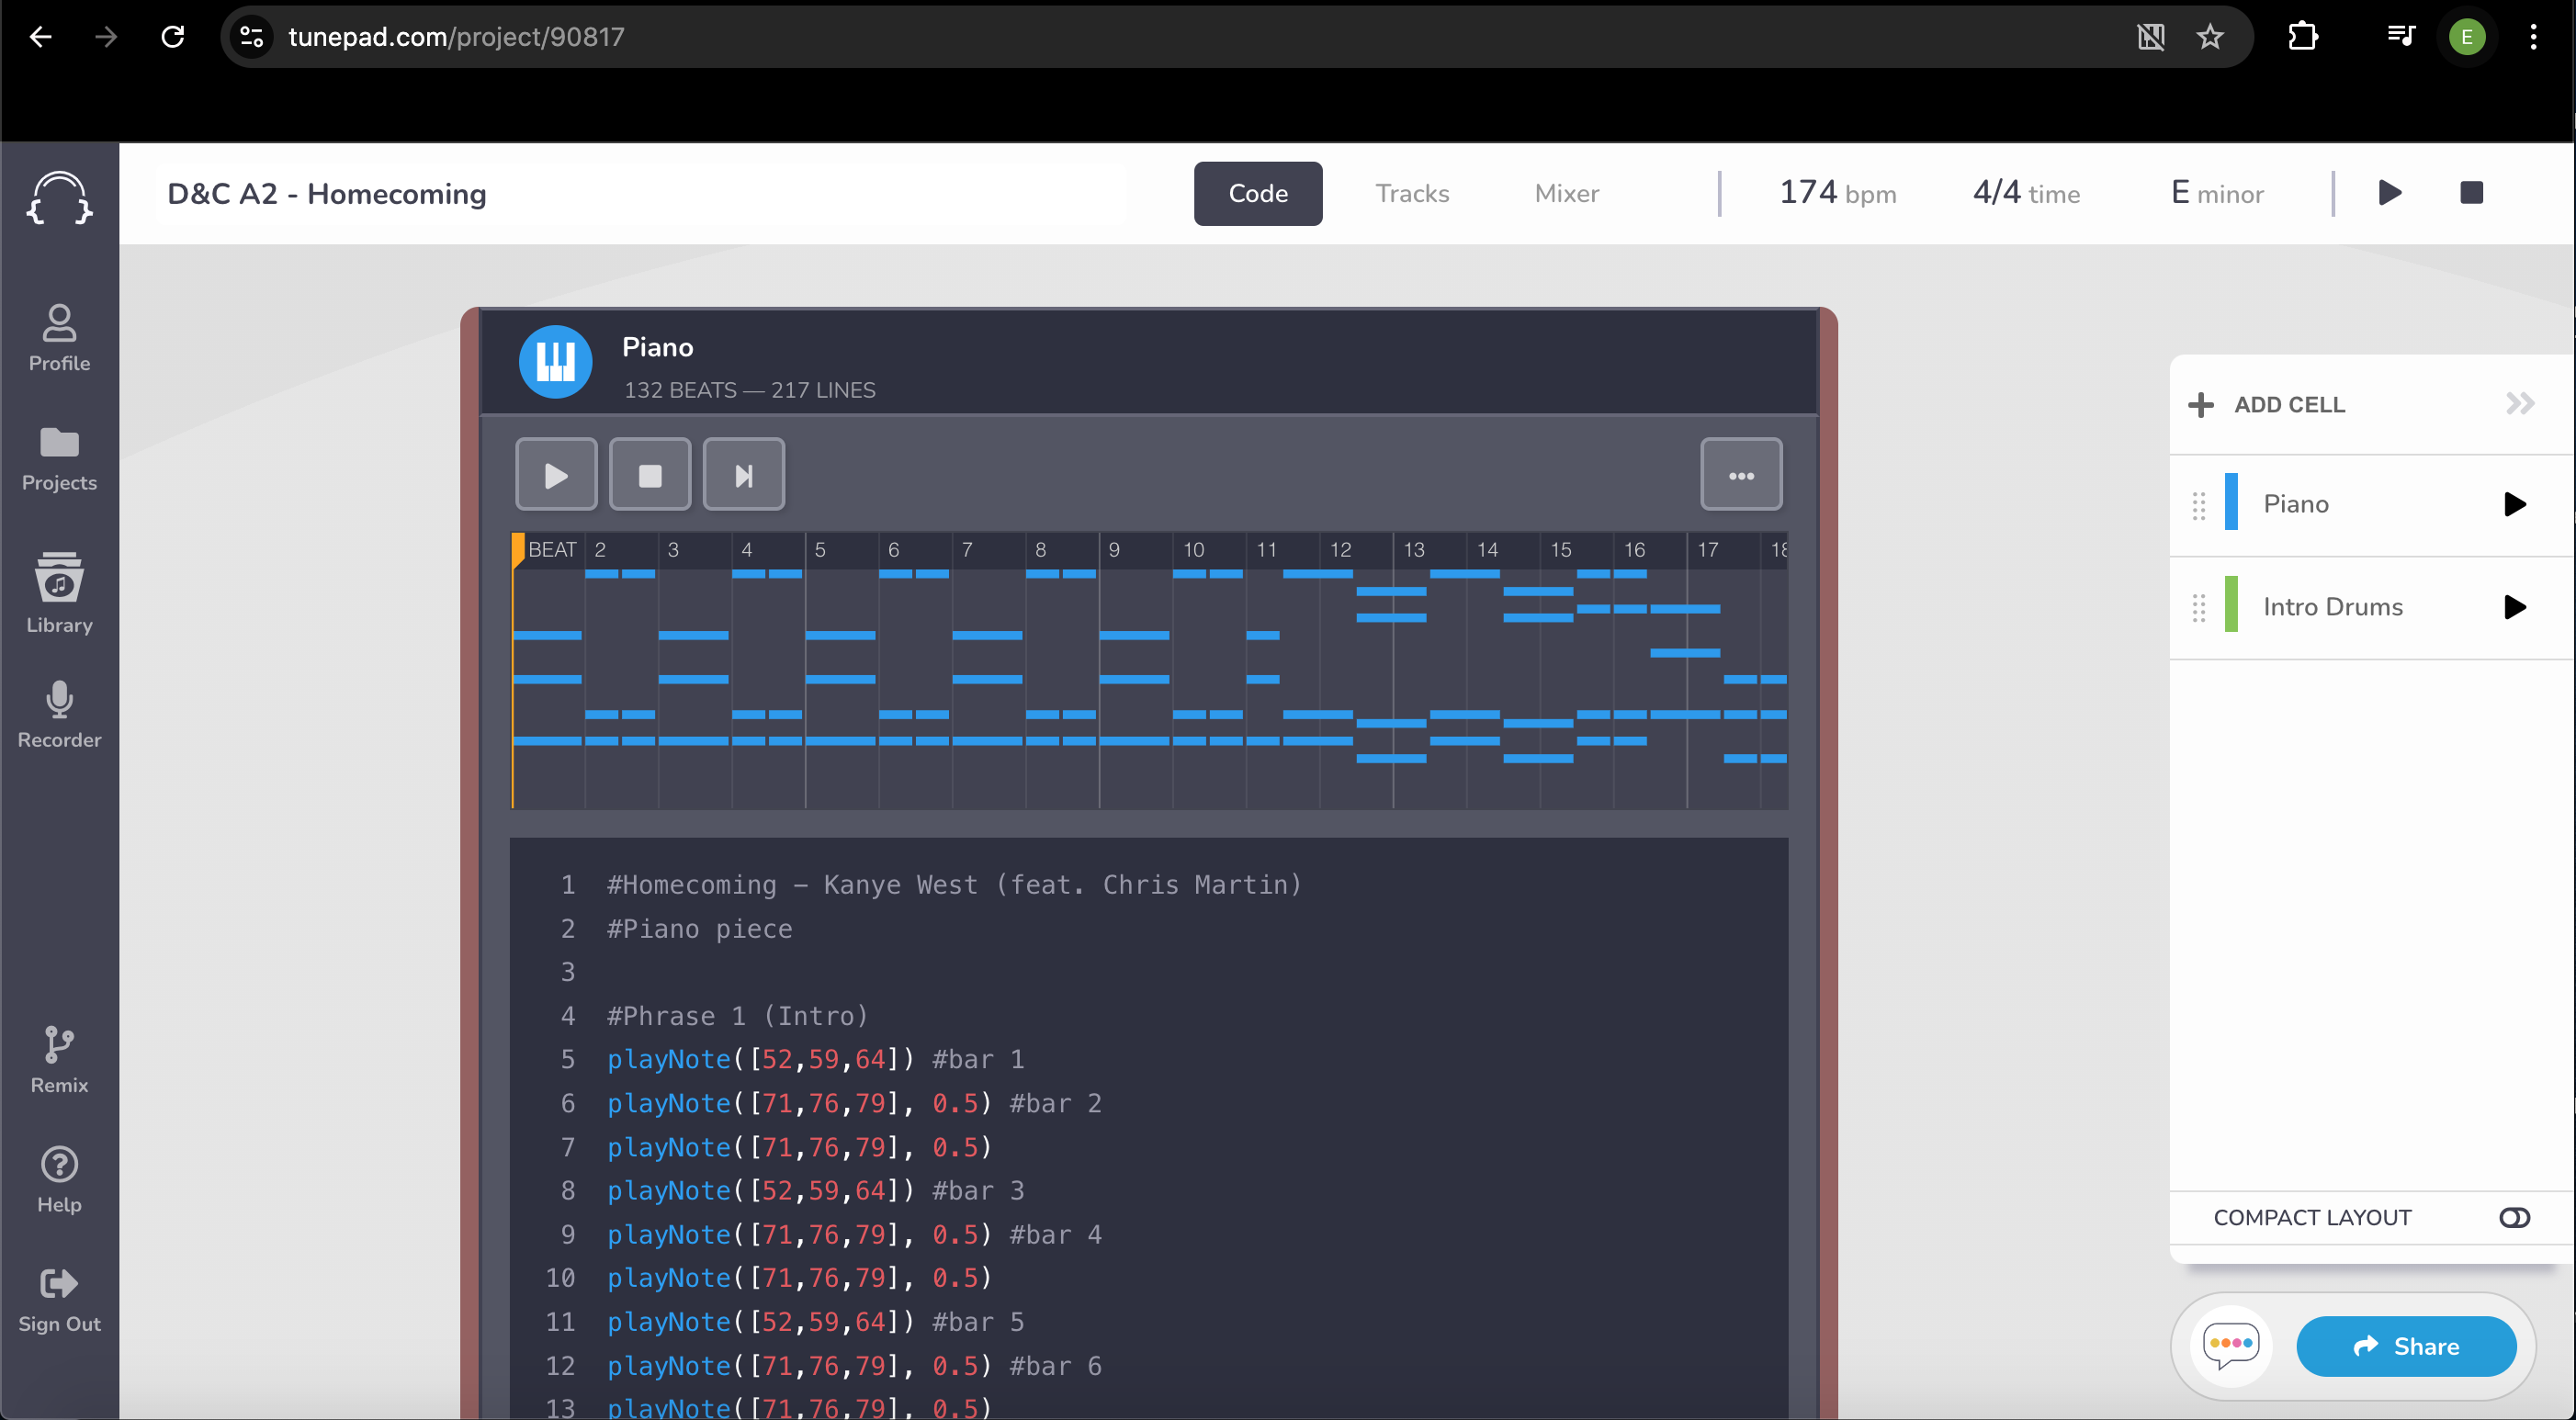 tunepad.com/project/90817
E
D&C A2 - Homecoming
Code
Tracks
Mixer
174 bpm
4/4 time
E minor
Profile
Projects
Library
Recorder
Remix
Help
Sign Out
Piano
132 BEATS — 217 LINES
BEAT 2 3 4 5 6 7 8 9 10 11 12 13 14 15 16 17 18
1 #Homecoming – Kanye West (feat. Chris Martin)
2 #Piano piece
3
4 #Phrase 1 (Intro)
5 playNote([52,59,64]) #bar 1
6 playNote([71,76,79], 0.5) #bar 2
7 playNote([71,76,79], 0.5)
8 playNote([52,59,64]) #bar 3
9 playNote([71,76,79], 0.5) #bar 4
10 playNote([71,76,79], 0.5)
11 playNote([52,59,64]) #bar 5
12 playNote([71,76,79], 0.5) #bar 6
13 playNote([71,76,79], 0.5)
ADD CELL
Piano
Intro Drums
COMPACT LAYOUT
Share